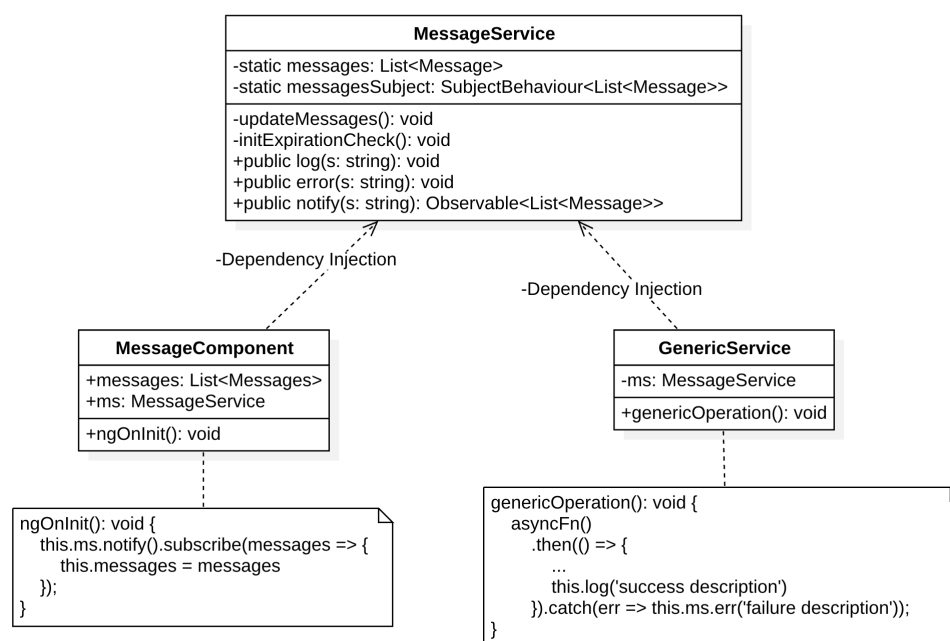 MessageService
-static messages: List<Message>
-static messagesSubject: SubjectBehaviour<List<Message>>
-updateMessages(): void
-initExpirationCheck(): void
+public log(s: string): void
+public error(s: string): void
+public notify(s: string): Observable<List<Message>>
-Dependency Injection
-Dependency Injection
MessageComponent
+messages: List<Messages>
+ms: MessageService
+ngOnInit(): void
GenericService
-ms: MessageService
+genericOperation(): void
ngOnInit(): void {
this.ms.notify().subscribe(messages => {
this.messages = messages
});
}
genericOperation(): void {
asyncFn()
.then(() => {
...
this.log('success description')
}).catch(err => this.ms.err('failure description'));
}